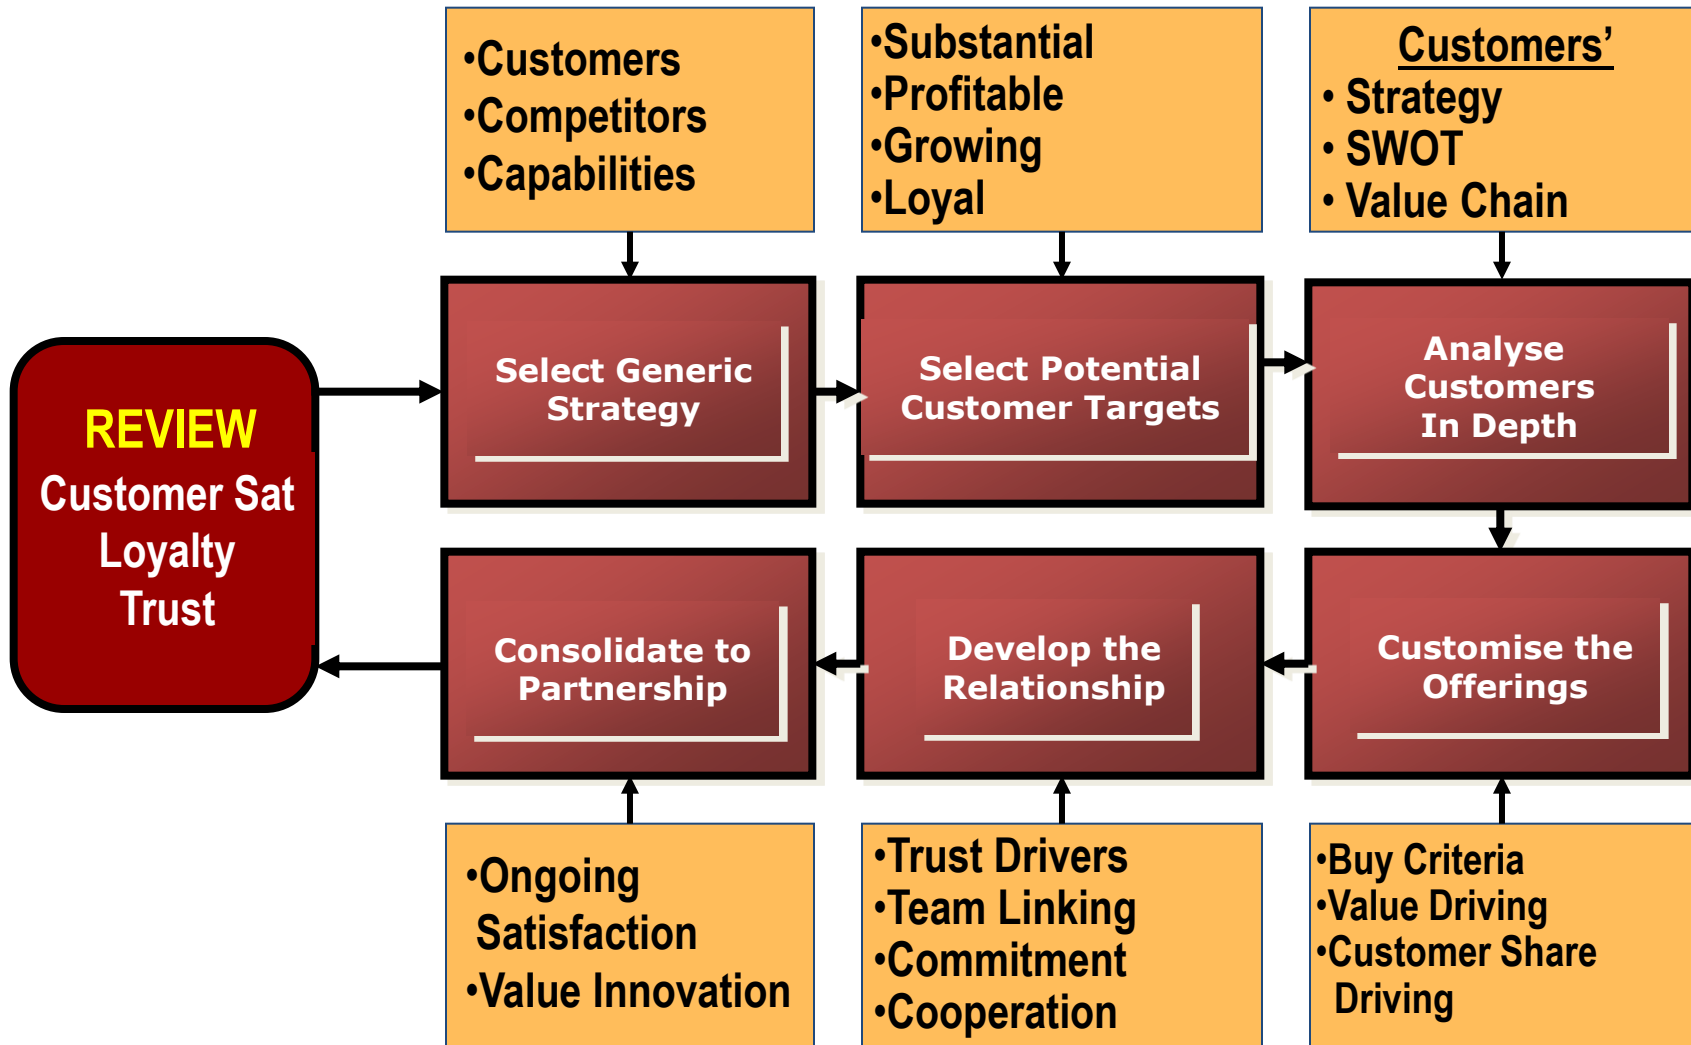 •Customers
•Competitors
•Capabilities
•Substantial
•Profitable
•Growing
•Loyal
Customers’
• Strategy
• SWOT
• Value Chain
REVIEW
Customer Sat
Loyalty
Trust
Select Generic
Strategy
Select Potential
Customer Targets
Analyse
Customers
In Depth
Consolidate to
Partnership
Develop the
Relationship
Customise the
Offerings
•Ongoing
Satisfaction
•Value Innovation
•Trust Drivers
•Team Linking
•Commitment
•Cooperation
•Buy Criteria
•Value Driving
•Customer Share
Driving